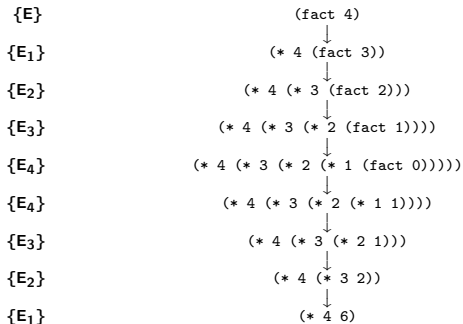 {E} (fact 4)
{E₁} (* 4 (fact 3))
{E₂} (* 4 (* 3 (fact 2)))
{E₃} (* 4 (* 3 (* 2 (fact 1))))
{E₄} (* 4 (* 3 (* 2 (* 1 (fact 0)))))
{E₄} (* 4 (* 3 (* 2 (* 1 1))))
{E₃} (* 4 (* 3 (* 2 1)))
{E₂} (* 4 (* 3 2))
{E₁} (* 4 6)